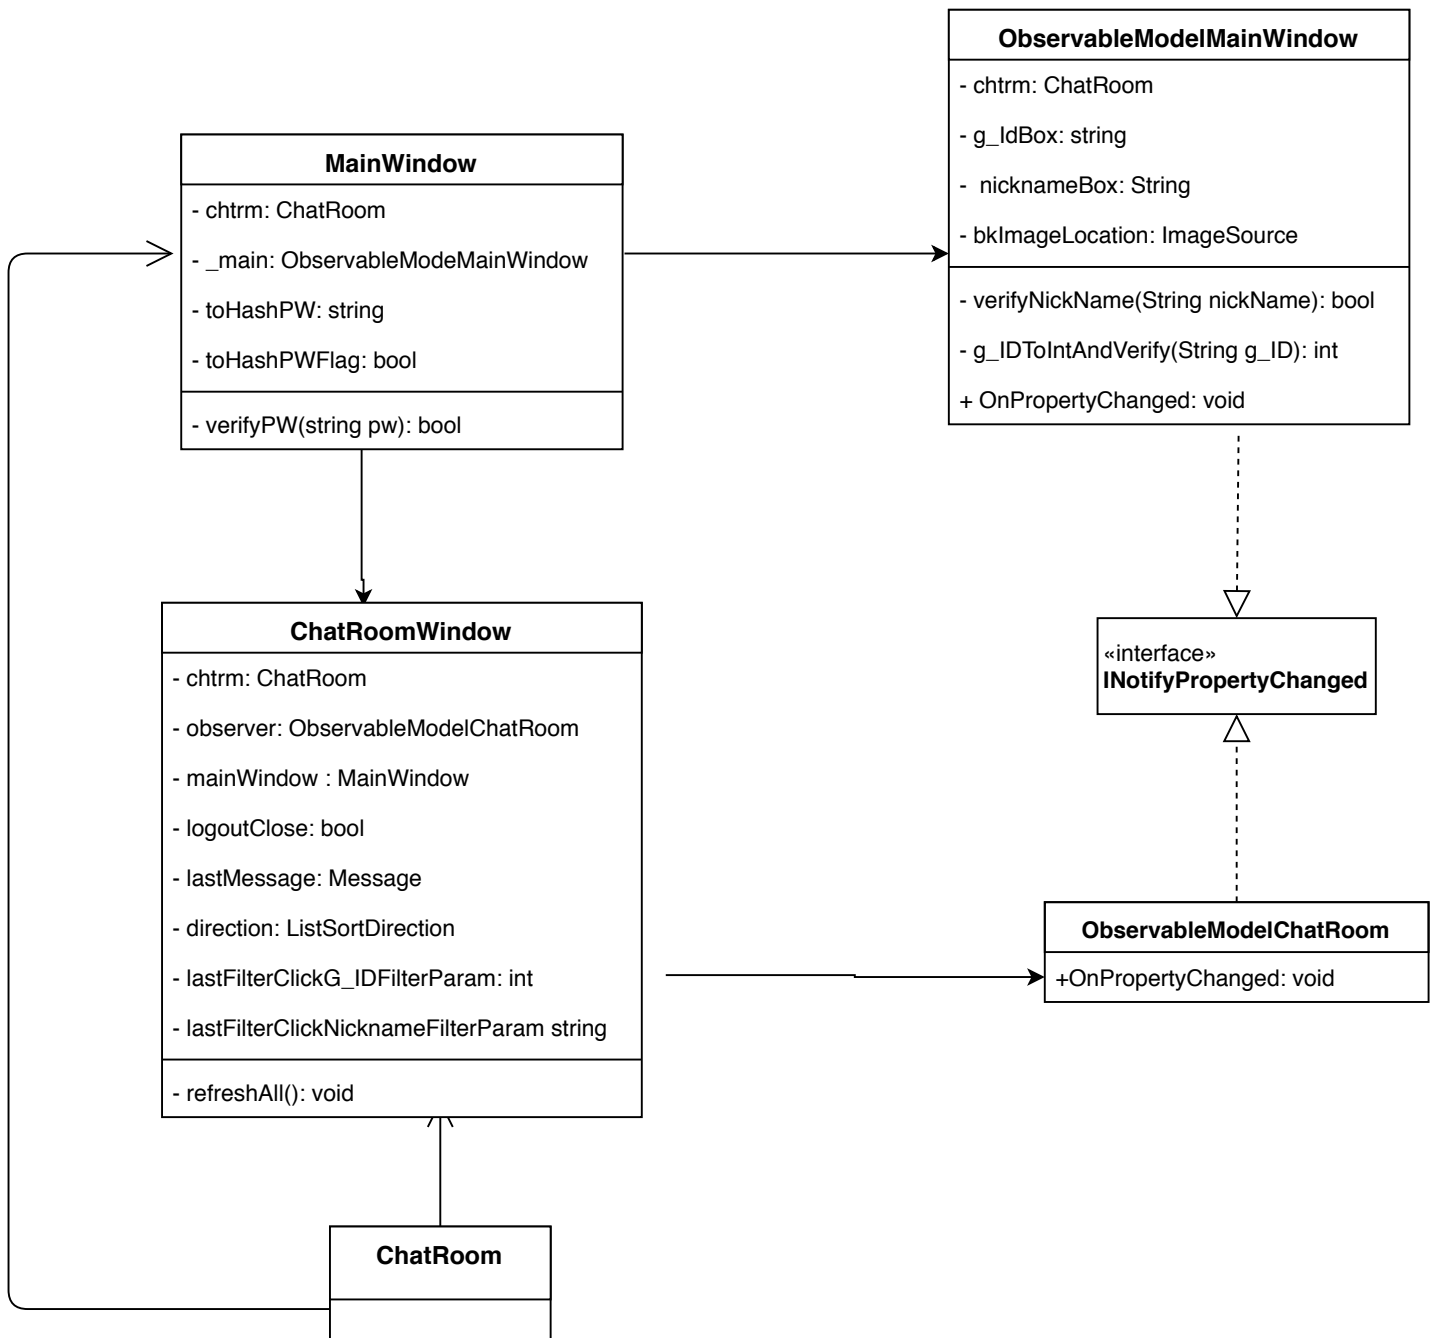 ObservableModelMainWindow
- chtrm: ChatRoom
- g_IdBox: string
-  nicknameBox: String
- bkImageLocation: ImageSource
- verifyNickName(String nickName): bool
- g_IDToIntAndVerify(String g_ID): int
+ OnPropertyChanged: void
MainWindow
- chtrm: ChatRoom
- _main: ObservableModeMainWindow
- toHashPW: string
- toHashPWFlag: bool
- verifyPW(string pw): bool
ChatRoomWindow
- chtrm: ChatRoom
- observer: ObservableModelChatRoom
- mainWindow : MainWindow
- logoutClose: bool
- lastMessage: Message
- direction: ListSortDirection
- lastFilterClickG_IDFilterParam: int
- lastFilterClickNicknameFilterParam string
- refreshAll(): void
«interface»
INotifyPropertyChanged
ObservableModelChatRoom
+OnPropertyChanged: void
ChatRoom